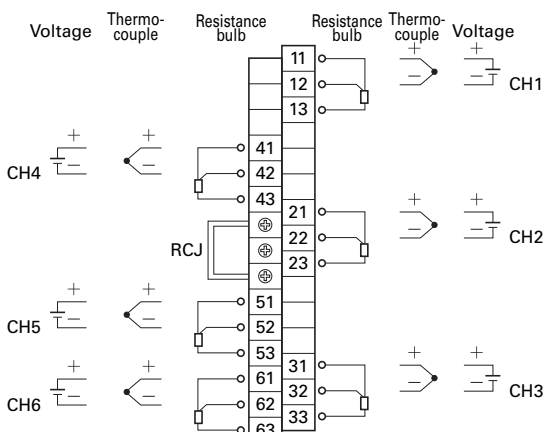 Voltage Thermo-couple Resistance bulb Resistance bulb Thermo-couple Voltage
11
12
13
+ − + − CH1
CH4 + − + −
41
42
43
RCJ
21
22
23
+ − + − CH2
CH5 + − + −
51
52
53
31
32
33
+ − + − CH3
CH6 + − + −
61
62
63